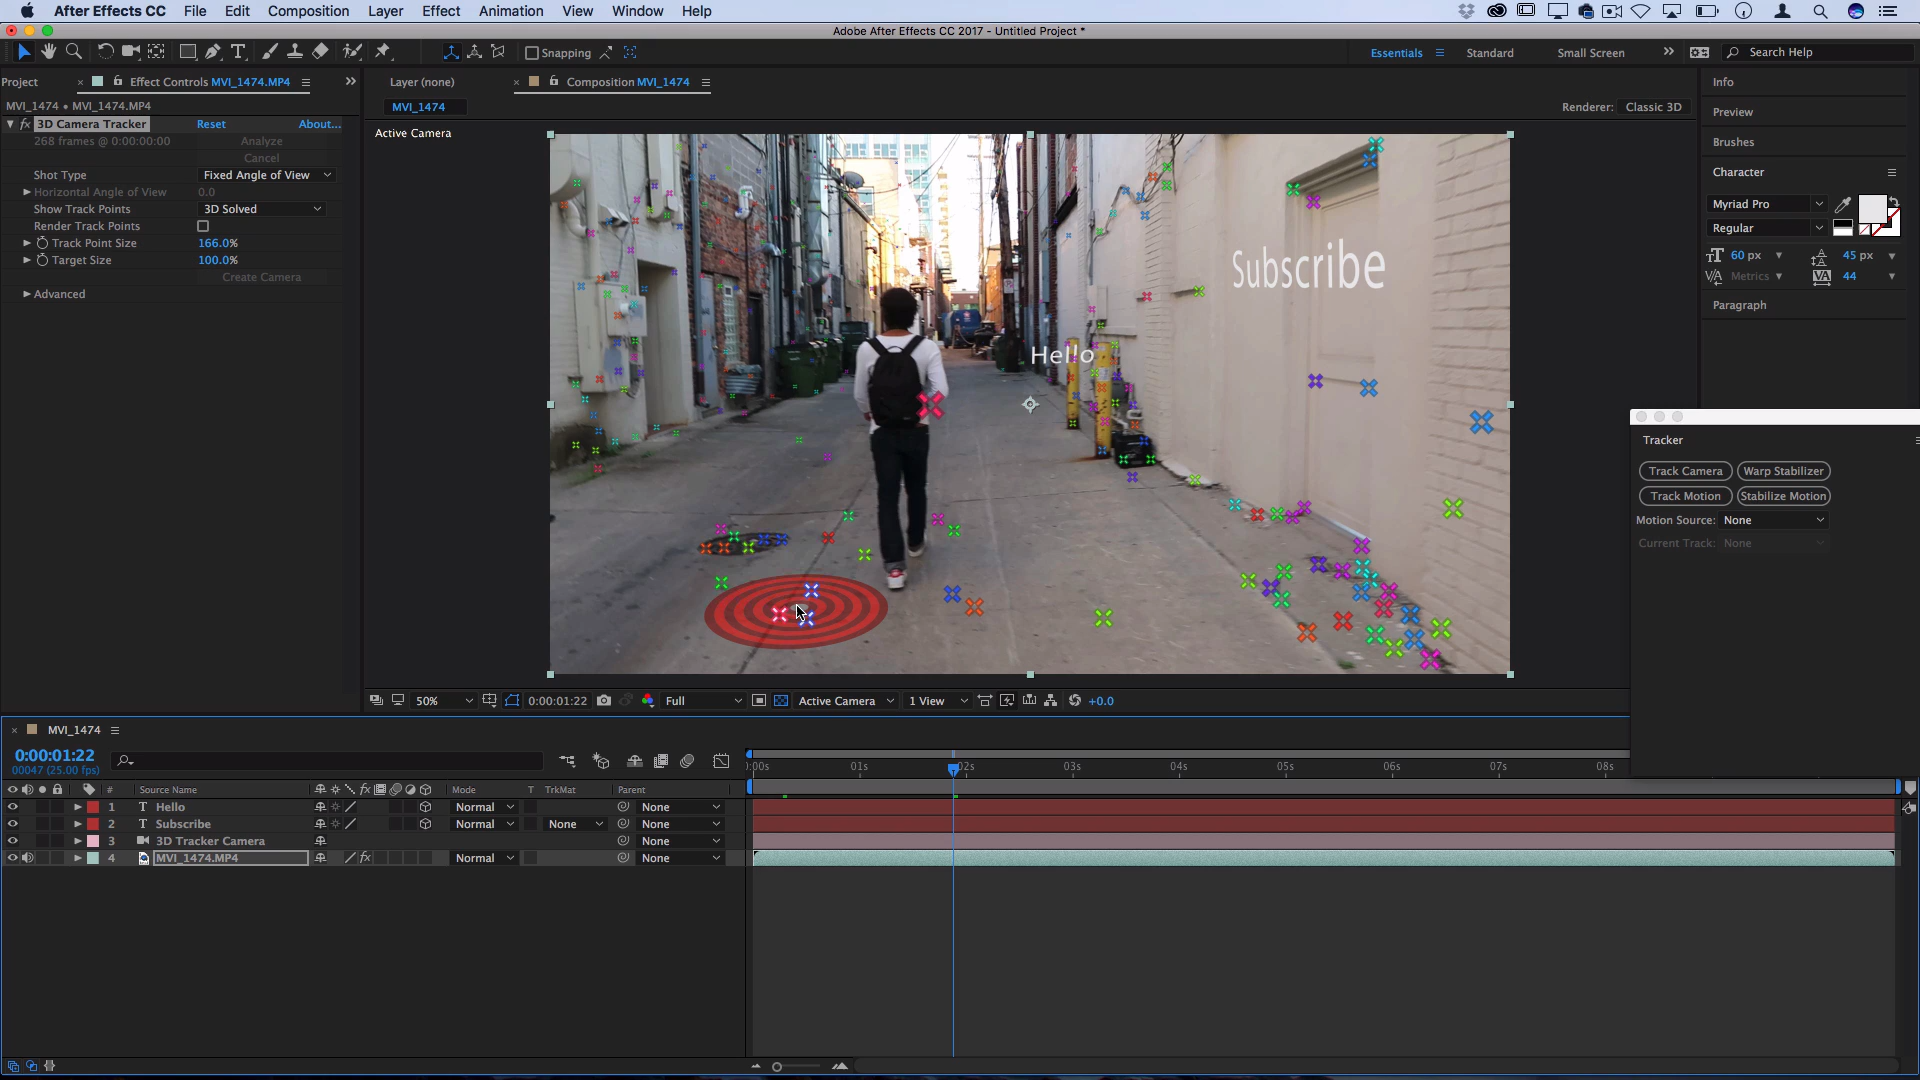 After Effects CC File Edit Composition Layer Effect Animation View Window Help
Adobe After Effects CC 2017 - Untitled Project *
Snapping Essentials Standard Small Screen Search Help
Project Effect Controls MVI_1474.MP4 Layer (none) Composition MVI_1474 Info
MVI_1474 • MVI_1474.MP4 MVI_1474 Renderer: Classic 3D Preview
fx 3D Camera Tracker Reset About... Active Camera
268 frames @ 0:00:00:00 Analyze Brushes
Cancel
Shot Type Fixed Angle of View Character
Horizontal Angle of View 0.0
Show Track Points 3D Solved Myriad Pro
Render Track Points Regular
Track Point Size 166.0%
Target Size 100.0% 60 px 45 px
Create Camera Metrics 44
Advanced
Paragraph
Subscribe
Hello
Tracker
Track Camera Warp Stabilizer
Track Motion Stabilize Motion
Motion Source: None
Current Track: None
50% 0:00:01:22 Full Active Camera 1 View +0.0
MVI_1474
0:00:01:22
00047 (25.00 fps) :00s 01s 02s 03s 04s 05s 06s 07s 08s
# Source Name fx Mode T TrkMat Parent
1 T Hello Normal None
2 T Subscribe Normal None None
3 3D Tracker Camera None
4 MVI_1474.MP4 fx Normal None